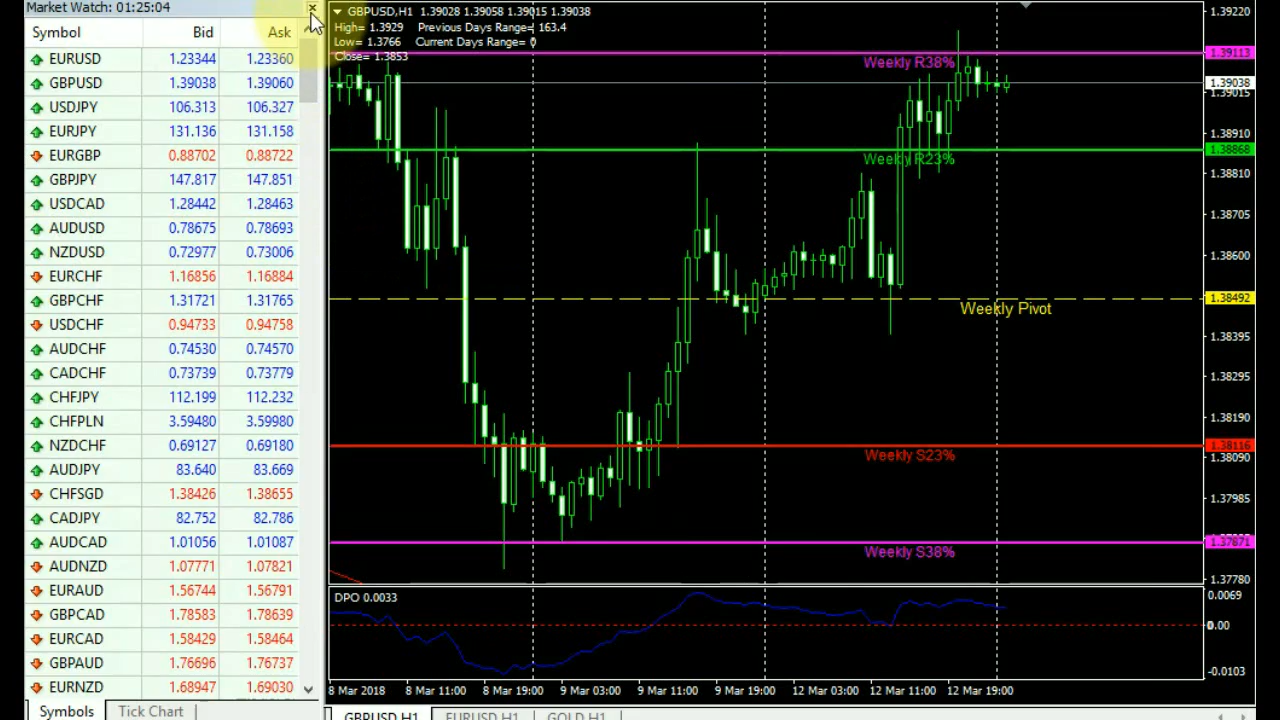 Market Watch: 01:25:04
Symbol Bid Ask
EURUSD 1.23344 1.23360
GBPUSD 1.39038 1.39060
USDJPY 106.313 106.327
EURJPY 131.136 131.158
EURGBP 0.88702 0.88722
GBPJPY 147.817 147.851
USDCAD 1.28442 1.28463
AUDUSD 0.78675 0.78693
NZDUSD 0.72977 0.73006
EURCHF 1.16856 1.16884
GBPCHF 1.31721 1.31765
USDCHF 0.94733 0.94758
AUDCHF 0.74530 0.74570
CADCHF 0.73739 0.73779
CHFJPY 112.199 112.232
CHFPLN 3.59480 3.59980
NZDCHF 0.69127 0.69180
AUDJPY 83.640 83.669
CHFSGD 1.38426 1.38655
CADJPY 82.752 82.786
AUDCAD 1.01056 1.01087
AUDNZD 1.07771 1.07821
EURAUD 1.56744 1.56791
GBPCAD 1.78583 1.78639
EURCAD 1.58429 1.58464
GBPAUD 1.76696 1.76737
EURNZD 1.68947 1.69030
Symbols Tick Chart
GBPUSD,H1 1.39028 1.39058 1.39015 1.39038
High= 1.3929 Previous Days Range= 163.4
Low= 1.3766 Current Days Range= 0
Close= 1.3853
Weekly R38%
Weekly R23%
Weekly Pivot
Weekly S23%
Weekly S38%
1.39220
1.39113
1.39038
1.39015
1.38910
1.38868
1.38810
1.38705
1.38600
1.38492
1.38395
1.38295
1.38190
1.38116
1.38090
1.37985
1.37871
1.37780
DPO 0.0033
0.0069
0.00
-0.0103
8 Mar 2018 8 Mar 11:00 8 Mar 19:00 9 Mar 03:00 9 Mar 11:00 9 Mar 19:00 12 Mar 03:00 12 Mar 11:00 12 Mar 19:00
GBPUSD,H1 EURUSD,H1 GOLD,H1